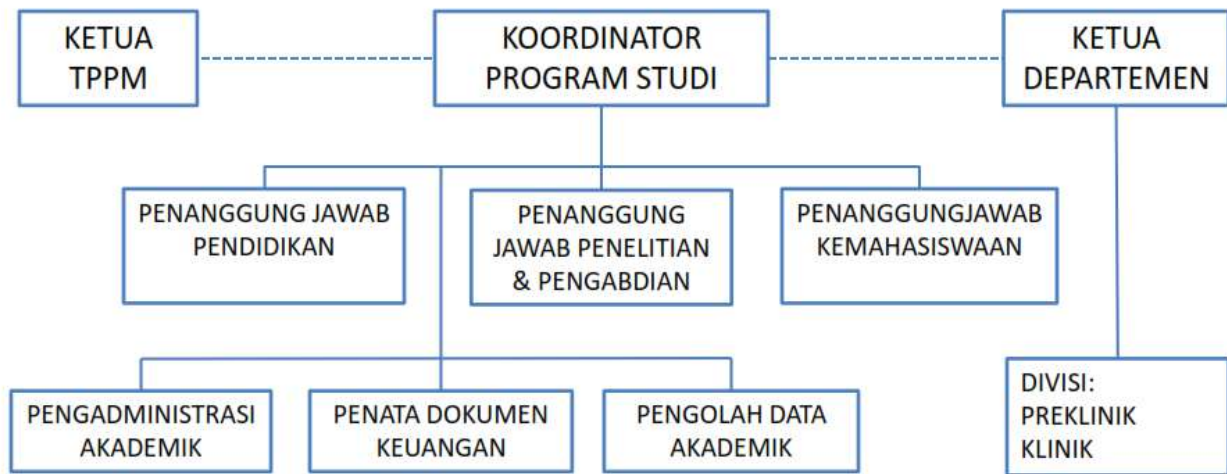 KETUA
TPPM
KOORDINATOR
PROGRAM STUDI
KETUA
DEPARTEMEN
PENANGGUNG JAWAB
PENDIDIKAN
PENANGGUNG
JAWAB PENELITIAN
& PENGABDIAN
PENANGGUNGJAWAB
KEMAHASISWAAN
PENGADMINISTRASI
AKADEMIK
PENATA DOKUMEN
KEUANGAN
PENGOLAH DATA
AKADEMIK
DIVISI:
PREKLINIK
KLINIK